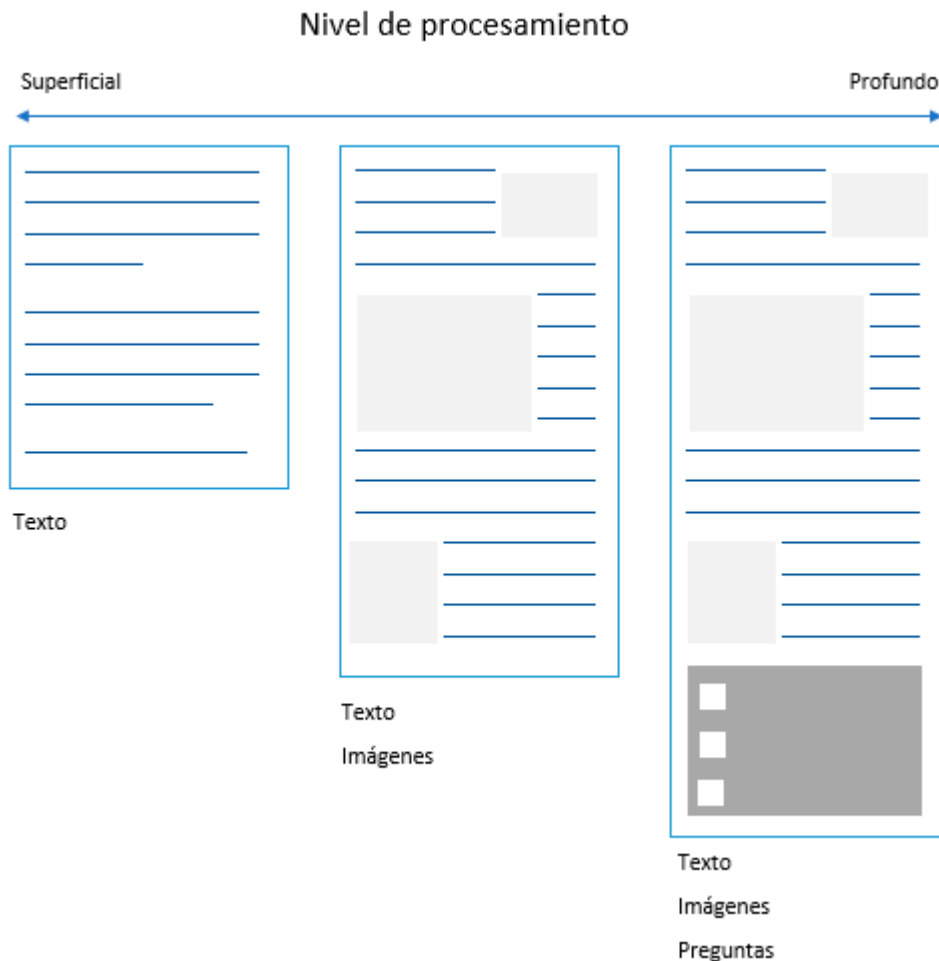 Nivel de procesamiento
Superficial
Profundo
Texto
Texto
Imágenes
Texto
Imágenes
Preguntas